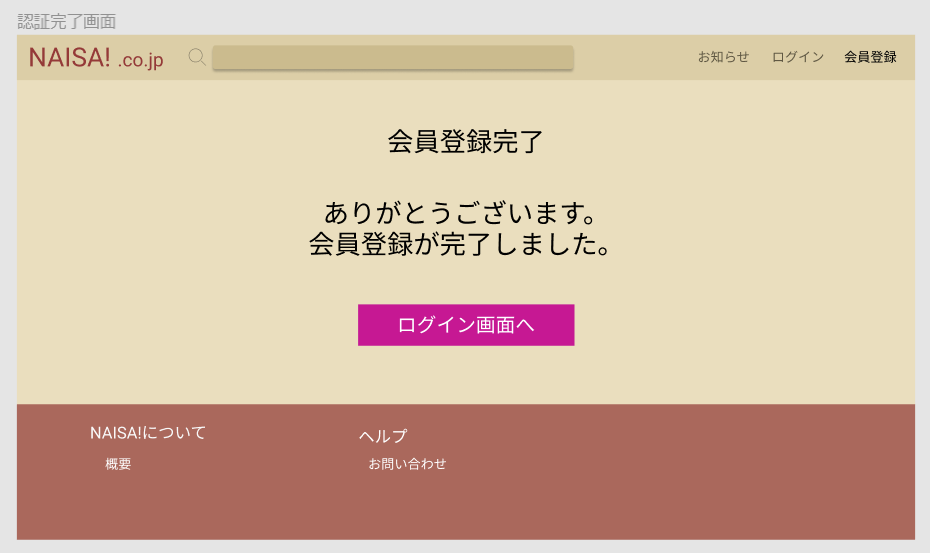 認証完了画面
NAISA! .co.jp
お知らせ ログイン 会員登録
会員登録完了
ありがとうございます。
会員登録が完了しました。
ログイン画面へ
NAISA!について
概要
ヘルプ
お問い合わせ